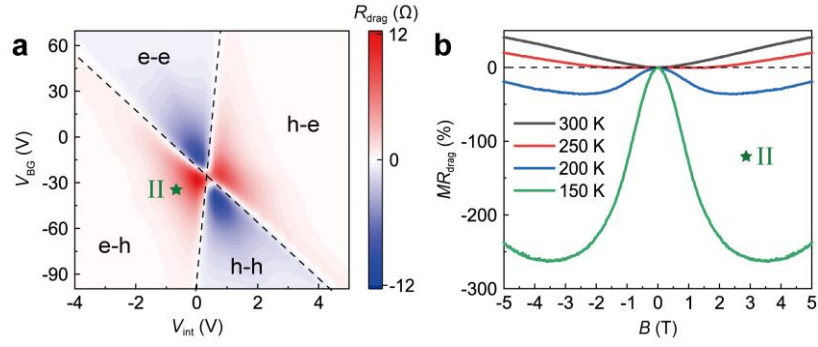 a
R_drag (Ω)
60
30
0
-30
-60
-90
V_BG (V)
e-e
h-e
II
e-h
h-h
-4
-2
0
2
4
V_int (V)
12
0
-12
b
0
-100
-200
-300
MR_drag (%)
300 K
250 K
200 K
150 K
II
-5
-4
-3
-2
-1
0
1
2
3
4
5
B (T)